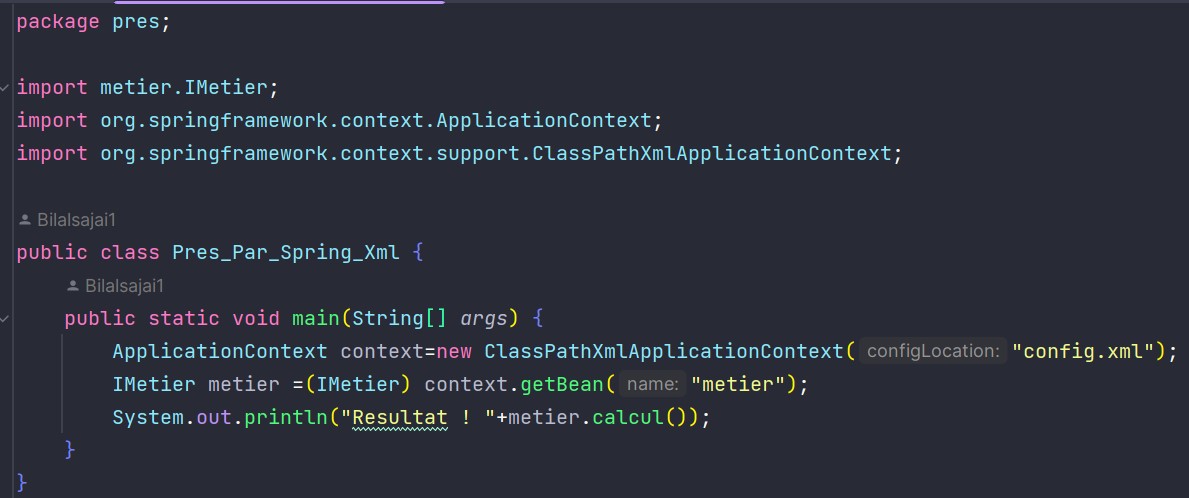 package pres;
import metier.IMetier;
import org.springframework.context.ApplicationContext;
import org.springframework.context.support.ClassPathXmlApplicationContext;
Bilalsajai1
public class Pres_Par_Spring_Xml {
Bilalsajai1
public static void main(String[] args) {
ApplicationContext context=new ClassPathXmlApplicationContext( configLocation: "config.xml");
IMetier metier =(IMetier) context.getBean( name: "metier");
System.out.println("Resultat ! "+metier.calcul());
}
}